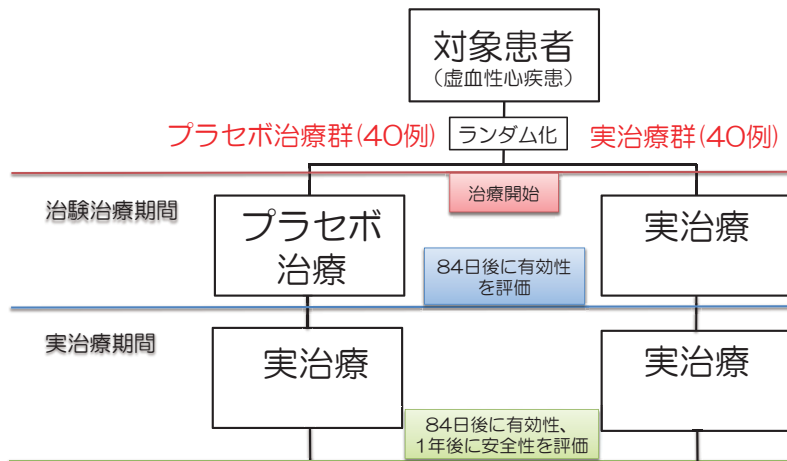 対象患者
（虚血性心疾患）
プラセボ治療群(40例)
ランダム化
実治療群(40例)
治療開始
治験治療期間
プラセボ
治療
実治療
84日後に有効性
を評価
実治療期間
実治療
実治療
84日後に有効性、
1年後に安全性を評価